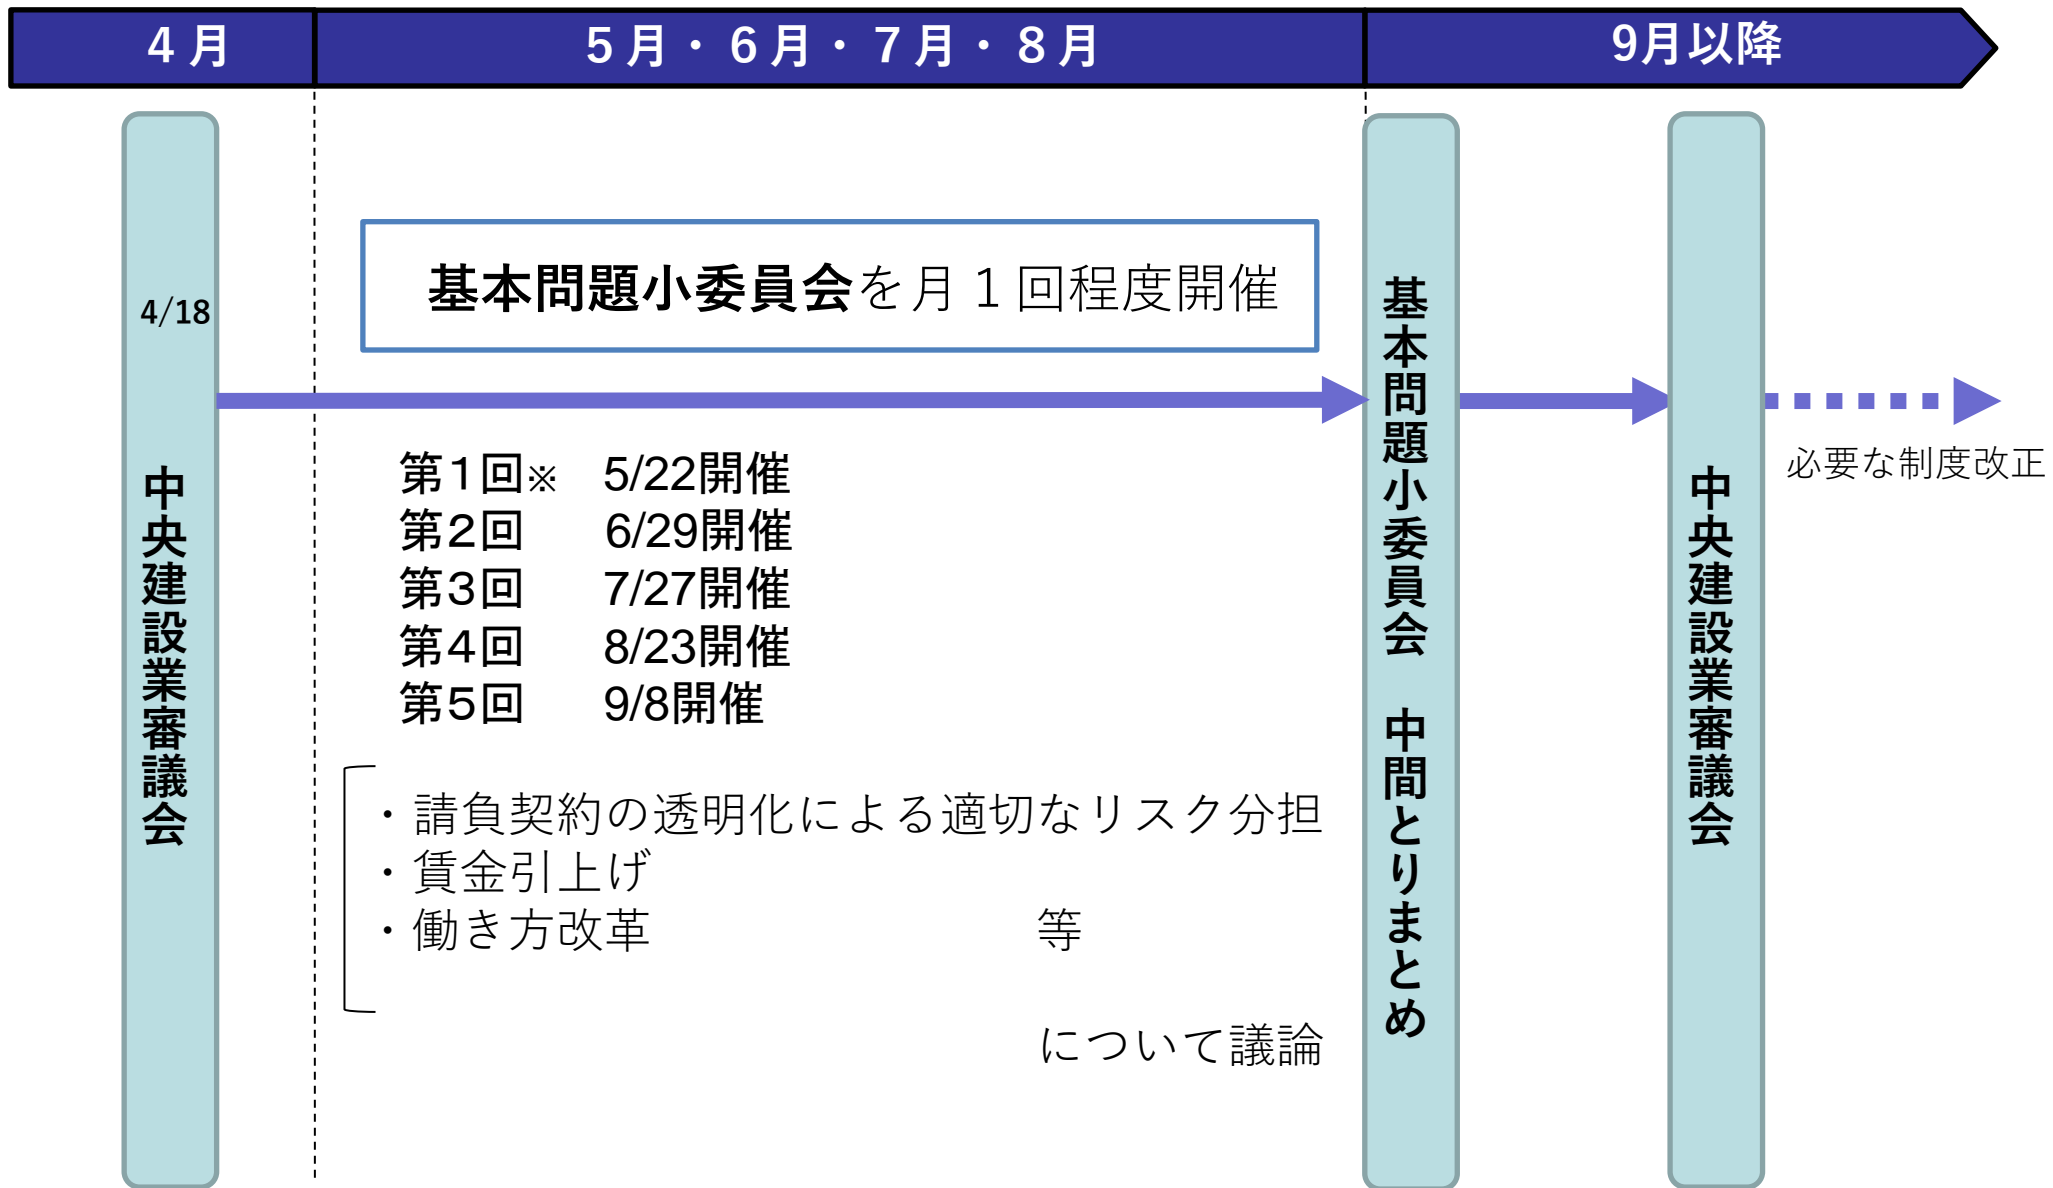 ４月
５月・６月・７月・８月
9月以降
4/18
中央建設業審議会
基本問題小委員会を月１回程度開催
第１回※　5/22開催
第２回　6/29開催
第３回　7/27開催
第４回　8/23開催
第５回　9/8開催
・請負契約の透明化による適切なリスク分担
・賃金引上げ
・働き方改革　等
について議論
基本問題小委員会　中間とりまとめ
中央建設業審議会
必要な制度改正